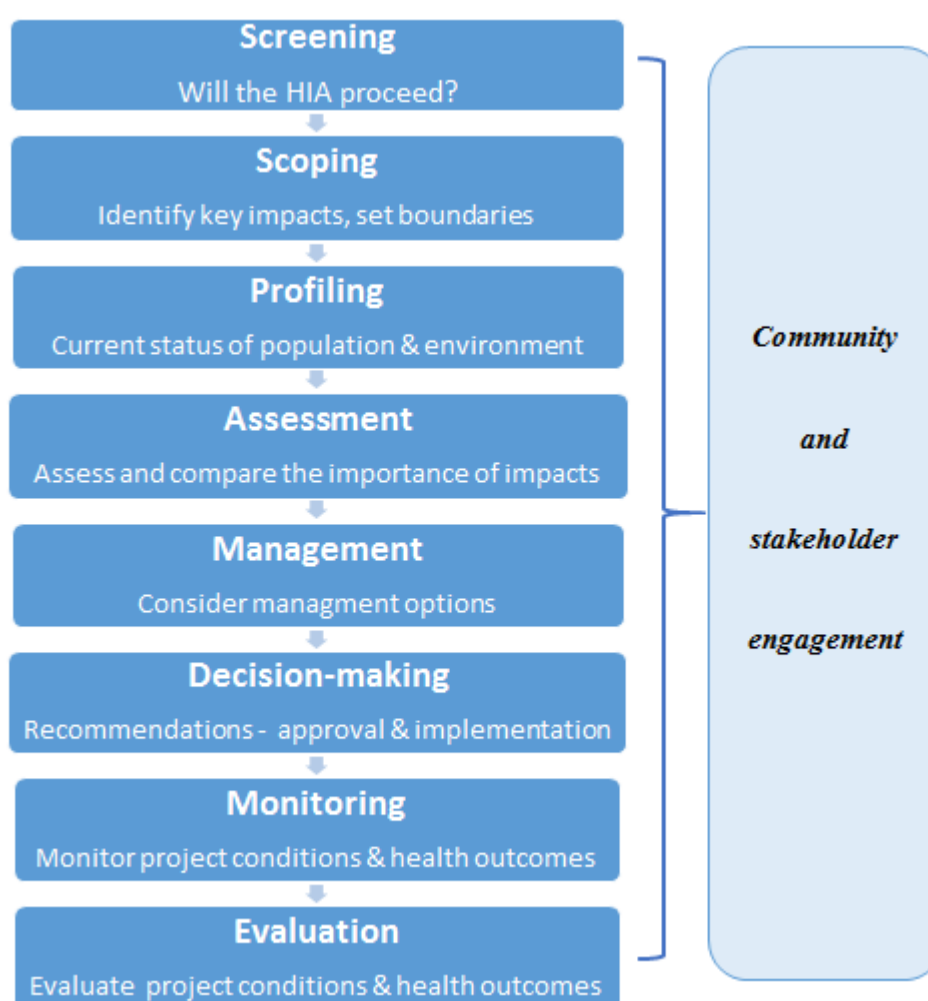 Screening
Will the HIA proceed?
Scoping
Identify key impacts, set boundaries
Profiling
Current status of population & environment
Assessment
Assess and compare the importance of impacts
Management
Consider managment options
Decision-making
Recommendations - approval & implementation
Monitoring
Monitor project conditions & health outcomes
Evaluation
Evaluate project conditions & health outcomes
Community
and
stakeholder
engagement